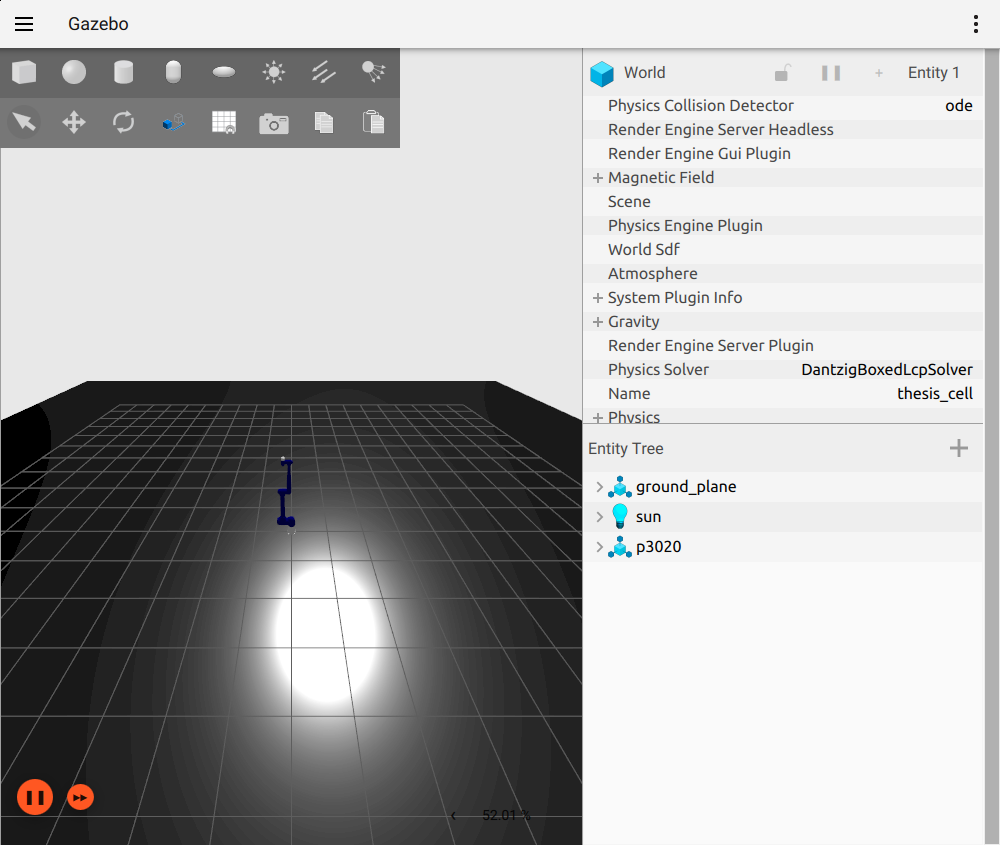 Gazebo
World
+
Entity 1
Physics Collision Detector ode
Render Engine Server Headless
Render Engine Gui Plugin
+ Magnetic Field
Scene
Physics Engine Plugin
World Sdf
Atmosphere
+ System Plugin Info
+ Gravity
Render Engine Server Plugin
Physics Solver DantzigBoxedLcpSolver
Name thesis_cell
+ Physics
Entity Tree
ground_plane
sun
p3020
52.01 %